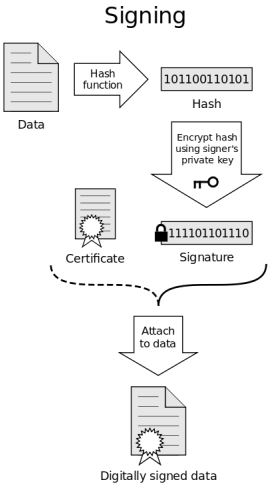 Signing
Hash
function
101100110101
Data
Hash
Encrypt hash
using signer's
private key
111101101110
Certificate
Signature
Attach
to data
Digitally signed data